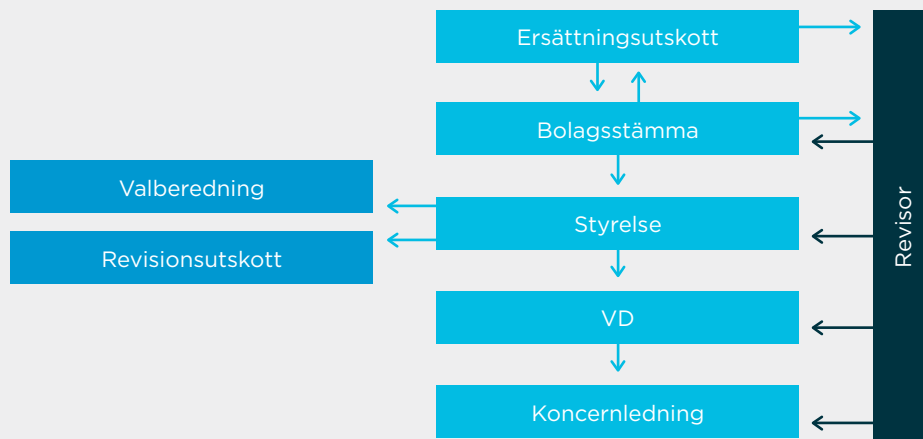 Ersättningsutskott
Bolagsstämma
Valberedning
Styrelse
Revisionsutskott
VD
Koncernledning
Revisor